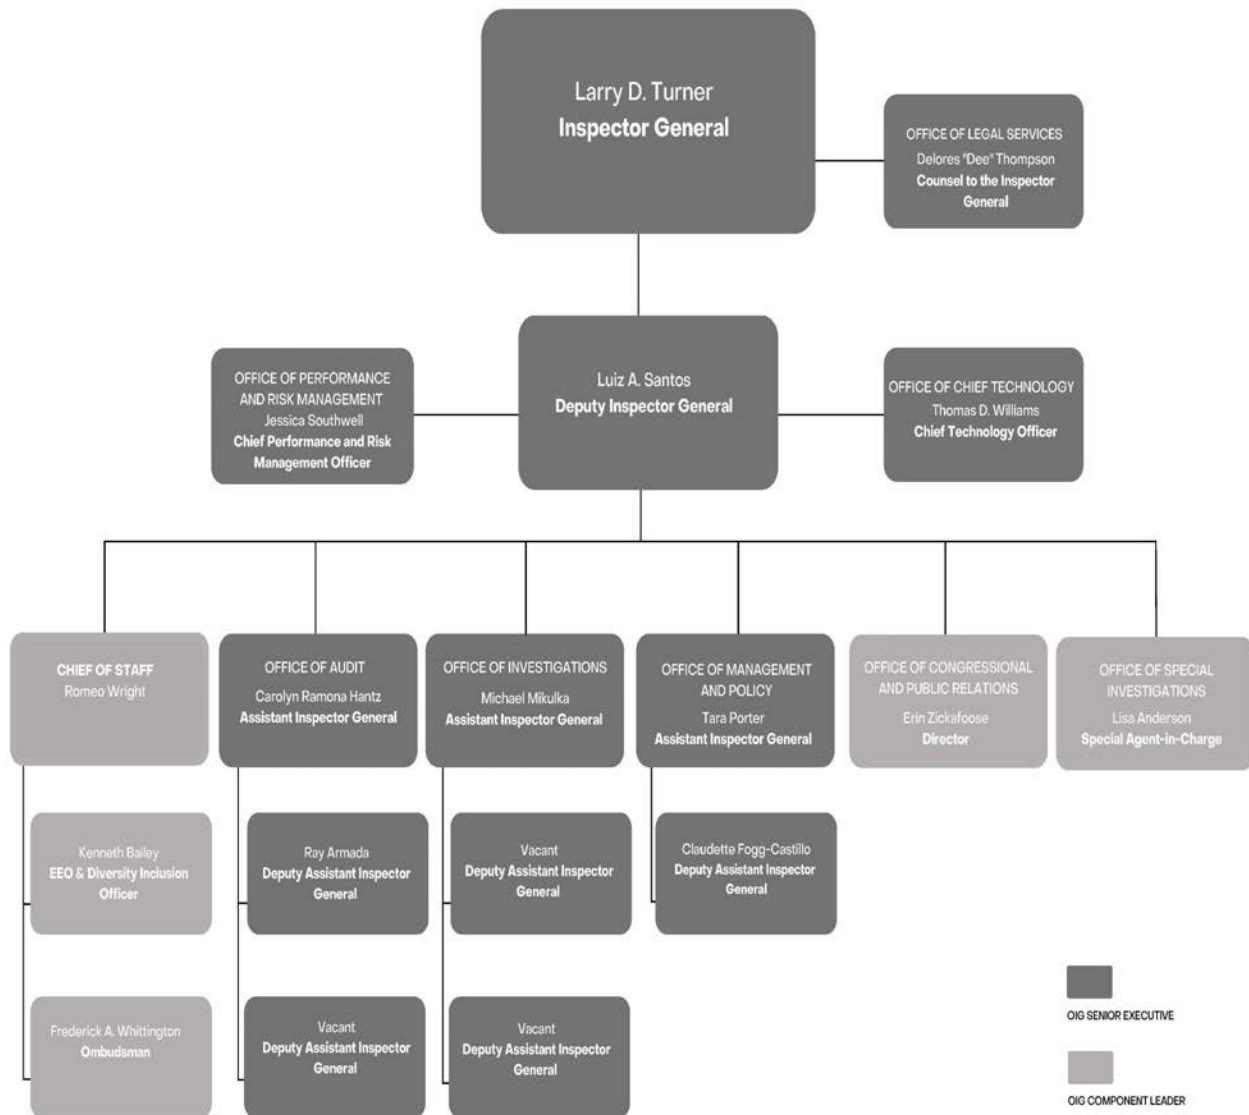 Larry D. Turner
Inspector General
OFFICE OF LEGAL SERVICES
Delores "Dee" Thompson
Counsel to the Inspector
General
OFFICE OF PERFORMANCE
AND RISK MANAGEMENT
Jessica Southwell
Chief Performance and Risk
Management Officer
Luiz A. Santos
Deputy Inspector General
OFFICE OF CHIEF TECHNOLOGY
Thomas D. Williams
Chief Technology Officer
CHIEF OF STAFF
Romeo Wright
OFFICE OF AUDIT
Carolyn Ramona Hantz
Assistant Inspector General
OFFICE OF INVESTIGATIONS
Michael Mikulka
Assistant Inspector General
OFFICE OF MANAGEMENT
AND POLICY
Tara Porter
Assistant Inspector General
OFFICE OF CONGRESSIONAL
AND PUBLIC RELATIONS
Erin Zickafoose
Director
OFFICE OF SPECIAL
INVESTIGATIONS
Lisa Anderson
Special Agent-in-Charge
Kenneth Bailey
EEO & Diversity Inclusion
Officer
Ray Armada
Deputy Assistant Inspector
General
Vacant
Deputy Assistant Inspector
General
Claudette Fogg-Castillo
Deputy Assistant Inspector
General
Frederick A. Whittington
Ombudsman
Vacant
Deputy Assistant Inspector
General
Vacant
Deputy Assistant Inspector
General
OIG SENIOR EXECUTIVE
OIG COMPONENT LEADER